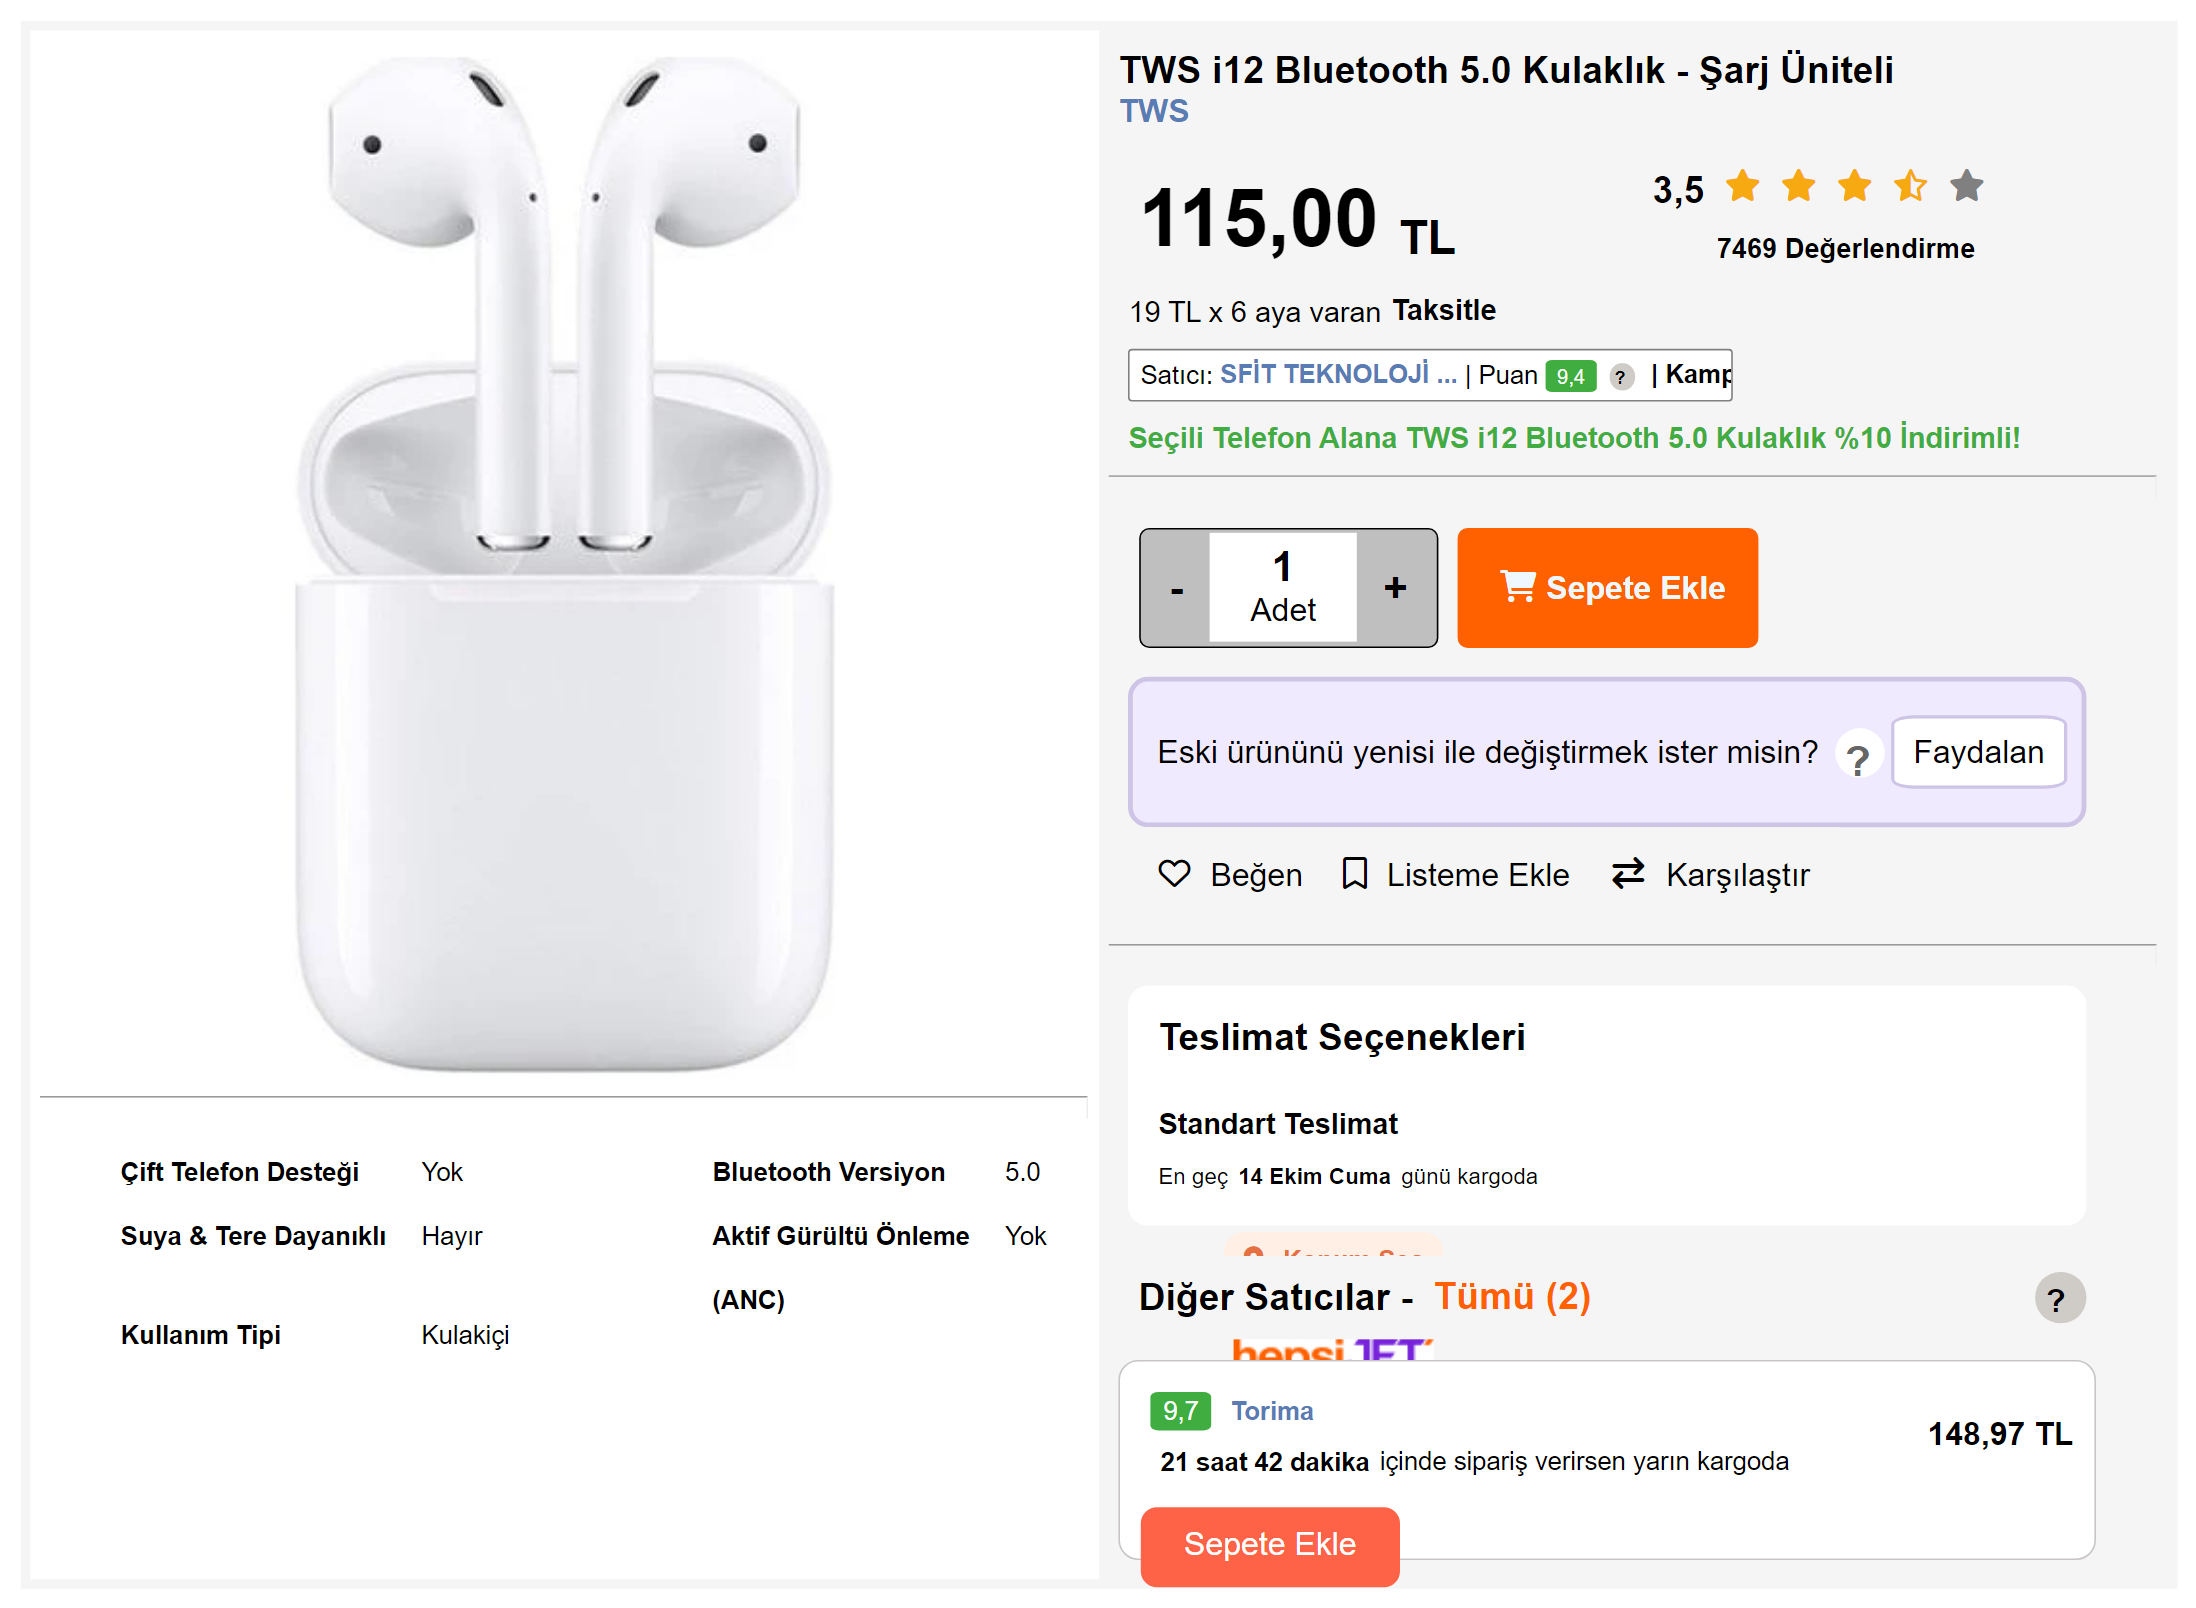 TWS i12 Bluetooth 5.0 Kulaklık - Şarj Üniteli
TWS
115,00 TL
3,5
7469 Değerlendirme
19 TL x 6 aya varan Taksitle
Satıcı: SFİT TEKNOLOJİ ... | Puan 9,4 ? | Kamp
Seçili Telefon Alana TWS i12 Bluetooth 5.0 Kulaklık %10 İndirimli!
- 1 Adet +
Sepete Ekle
Eski ürününü yenisi ile değiştirmek ister misin? ? Faydalan
Beğen Listeme Ekle Karşılaştır
Teslimat Seçenekleri
Standart Teslimat
En geç 14 Ekim Cuma günü kargoda
Diğer Satıcılar - Tümü (2) ?
hepsiJET
9,7 Torima
148,97 TL
21 saat 42 dakika içinde sipariş verirsen yarın kargoda
Sepete Ekle
Çift Telefon Desteği Yok
Suya & Tere Dayanıklı Hayır
Kullanım Tipi Kulakiçi
Bluetooth Versiyon 5.0
Aktif Gürültü Önleme Yok
(ANC)